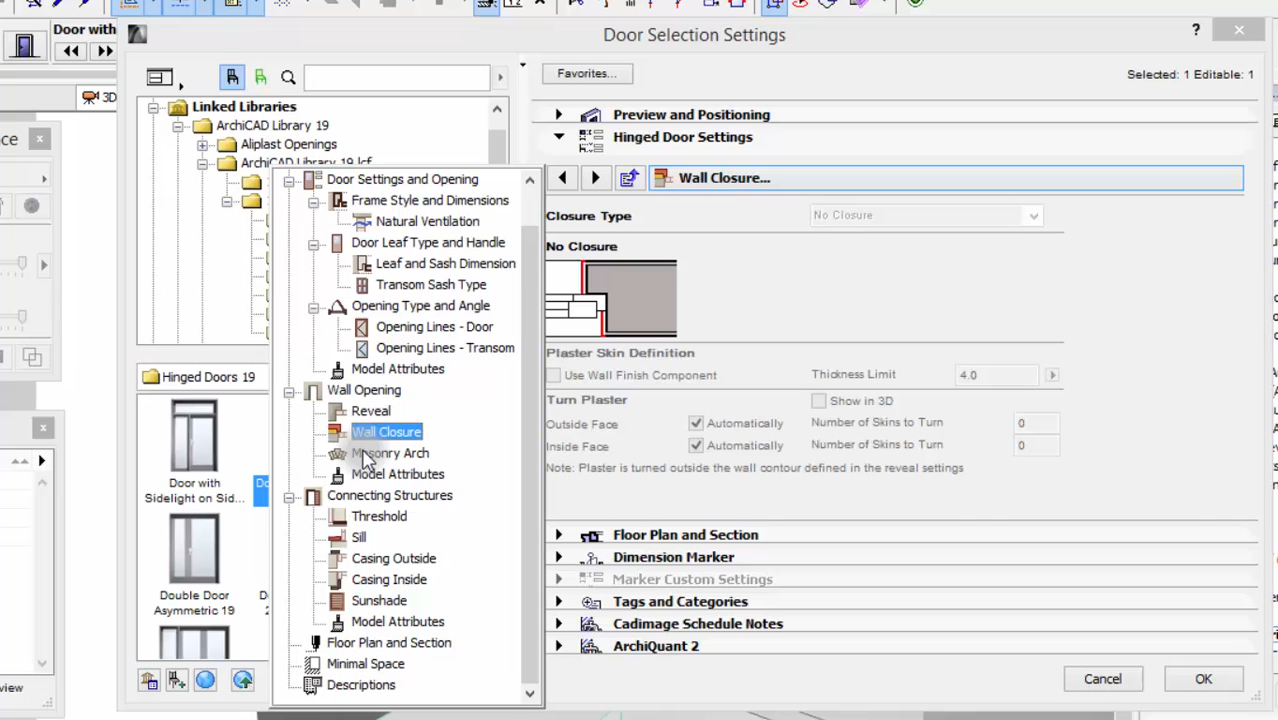 Door with
Door Selection Settings
?
3D
ce
view
Linked Libraries
ArchiCAD Library 19
Aliplast Openings
ArchiCAD Library 19.lcf
Hinged Doors 19
Door with
Sidelight on Sid...
Do
Double Door
Asymmetric 19
Door Settings and Opening
Frame Style and Dimensions
Natural Ventilation
Door Leaf Type and Handle
Leaf and Sash Dimension
Transom Sash Type
Opening Type and Angle
Opening Lines - Door
Opening Lines - Transom
Model Attributes
Wall Opening
Reveal
Wall Closure
Masonry Arch
Model Attributes
Connecting Structures
Threshold
Sill
Casing Outside
Casing Inside
Sunshade
Model Attributes
Floor Plan and Section
Minimal Space
Descriptions
Favorites...
Selected: 1 Editable: 1
Preview and Positioning
Hinged Door Settings
Wall Closure...
Closure Type No Closure
No Closure
Plaster Skin Definition
Use Wall Finish Component Thickness Limit 4.0
Turn Plaster Show in 3D
Outside Face Automatically Number of Skins to Turn 0
Inside Face Automatically Number of Skins to Turn 0
Note: Plaster is turned outside the wall contour defined in the reveal settings
Floor Plan and Section
Dimension Marker
Marker Custom Settings
Tags and Categories
Cadimage Schedule Notes
ArchiQuant 2
Cancel OK